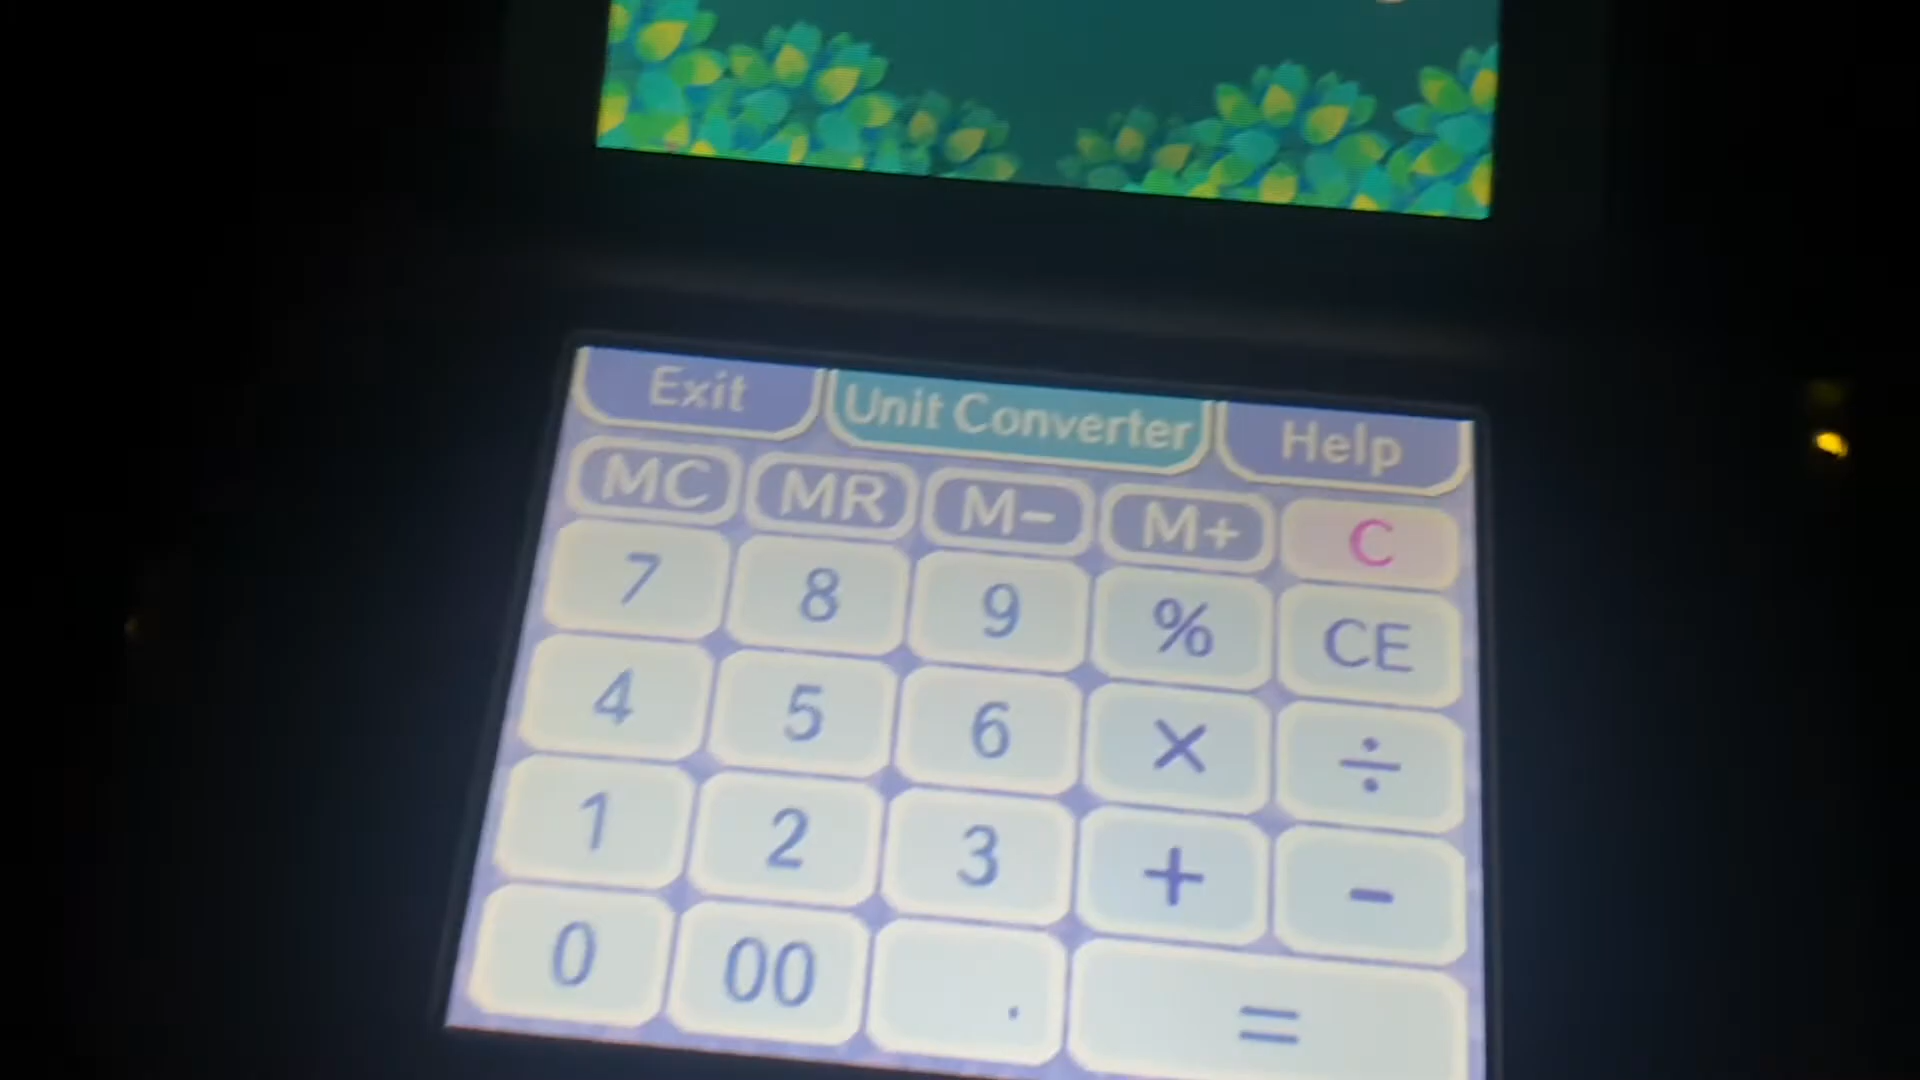 Exit Unit Converter Help
MC MR M− M+ C
7 8 9 % CE
4 5 6 × ÷
1 2 3 + −
0 00 . =